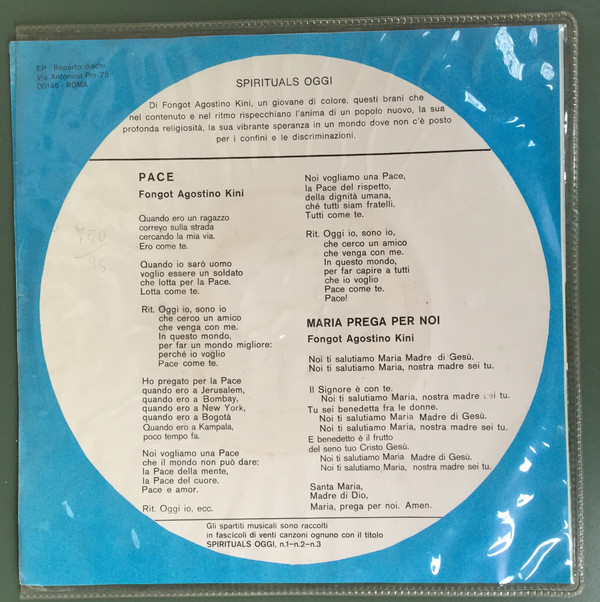 EP - Reparto dischi
Via Antonino Pio 75
00145 - ROMA
SPIRITUALS OGGI
Di Fongot Agostino Kini, un giovane di colore, questi brani che
nel contenuto e nel ritmo rispecchiano l'anima di un popolo nuovo, la sua
profonda religiosità, la sua vibrante speranza in un mondo dove non c'è posto
per i confini e le discriminazioni.
PACE
Fongot Agostino Kini
Quando ero un ragazzo
correvo sulla strada
cercando la mia via.
Ero come te.
Quando io sarò uomo
voglio essere un soldato
che lotta per la Pace.
Lotta come te.
Rit. Oggi io, sono io
che cerco un amico
che venga con me.
In questo mondo,
per far un mondo migliore:
perché io voglio
Pace come te.
Ho pregato per la Pace
quando ero a Jerusalem,
quando ero a Bombay,
quando ero a New York,
quando ero a Bogotà
Quando ero a Kampala,
poco tempo fa.
Noi vogliamo una Pace
che il mondo non può dare:
la Pace della mente,
la Pace del cuore.
Pace e amor.
Rit. Oggi io, ecc.
Noi vogliamo una Pace,
la Pace del rispetto,
della dignità umana,
ché tutti siam fratelli.
Tutti come te.
Rit. Oggi io, sono io,
che cerco un amico
che venga con me.
In questo mondo,
per far capire a tutti
che io voglio
Pace come te.
Pace!
MARIA PREGA PER NOI
Fongot Agostino Kini
Noi ti salutiamo Maria Madre di Gesù.
Noi ti salutiamo Maria, nostra madre sei tu.
Il Signore è con te.
Noi ti salutiamo Maria, nostra madre sei tu.
Tu sei benedetta fra le donne.
Noi ti salutiamo Maria Madre di Gesù.
Noi ti salutiamo Maria, nostra madre sei tu.
E benedetto è il frutto
del seno tuo Cristo Gesù.
Noi ti salutiamo Maria Madre di Gesù.
Noi ti salutiamo Maria, nostra madre sei tu.
Santa Maria,
Madre di Dio,
Maria, prega per noi. Amen.
Gli spartiti musicali sono raccolti
in fascicoli di venti canzoni ognuno con il titolo
SPIRITUALS OGGI, n.1-n.2-n.3